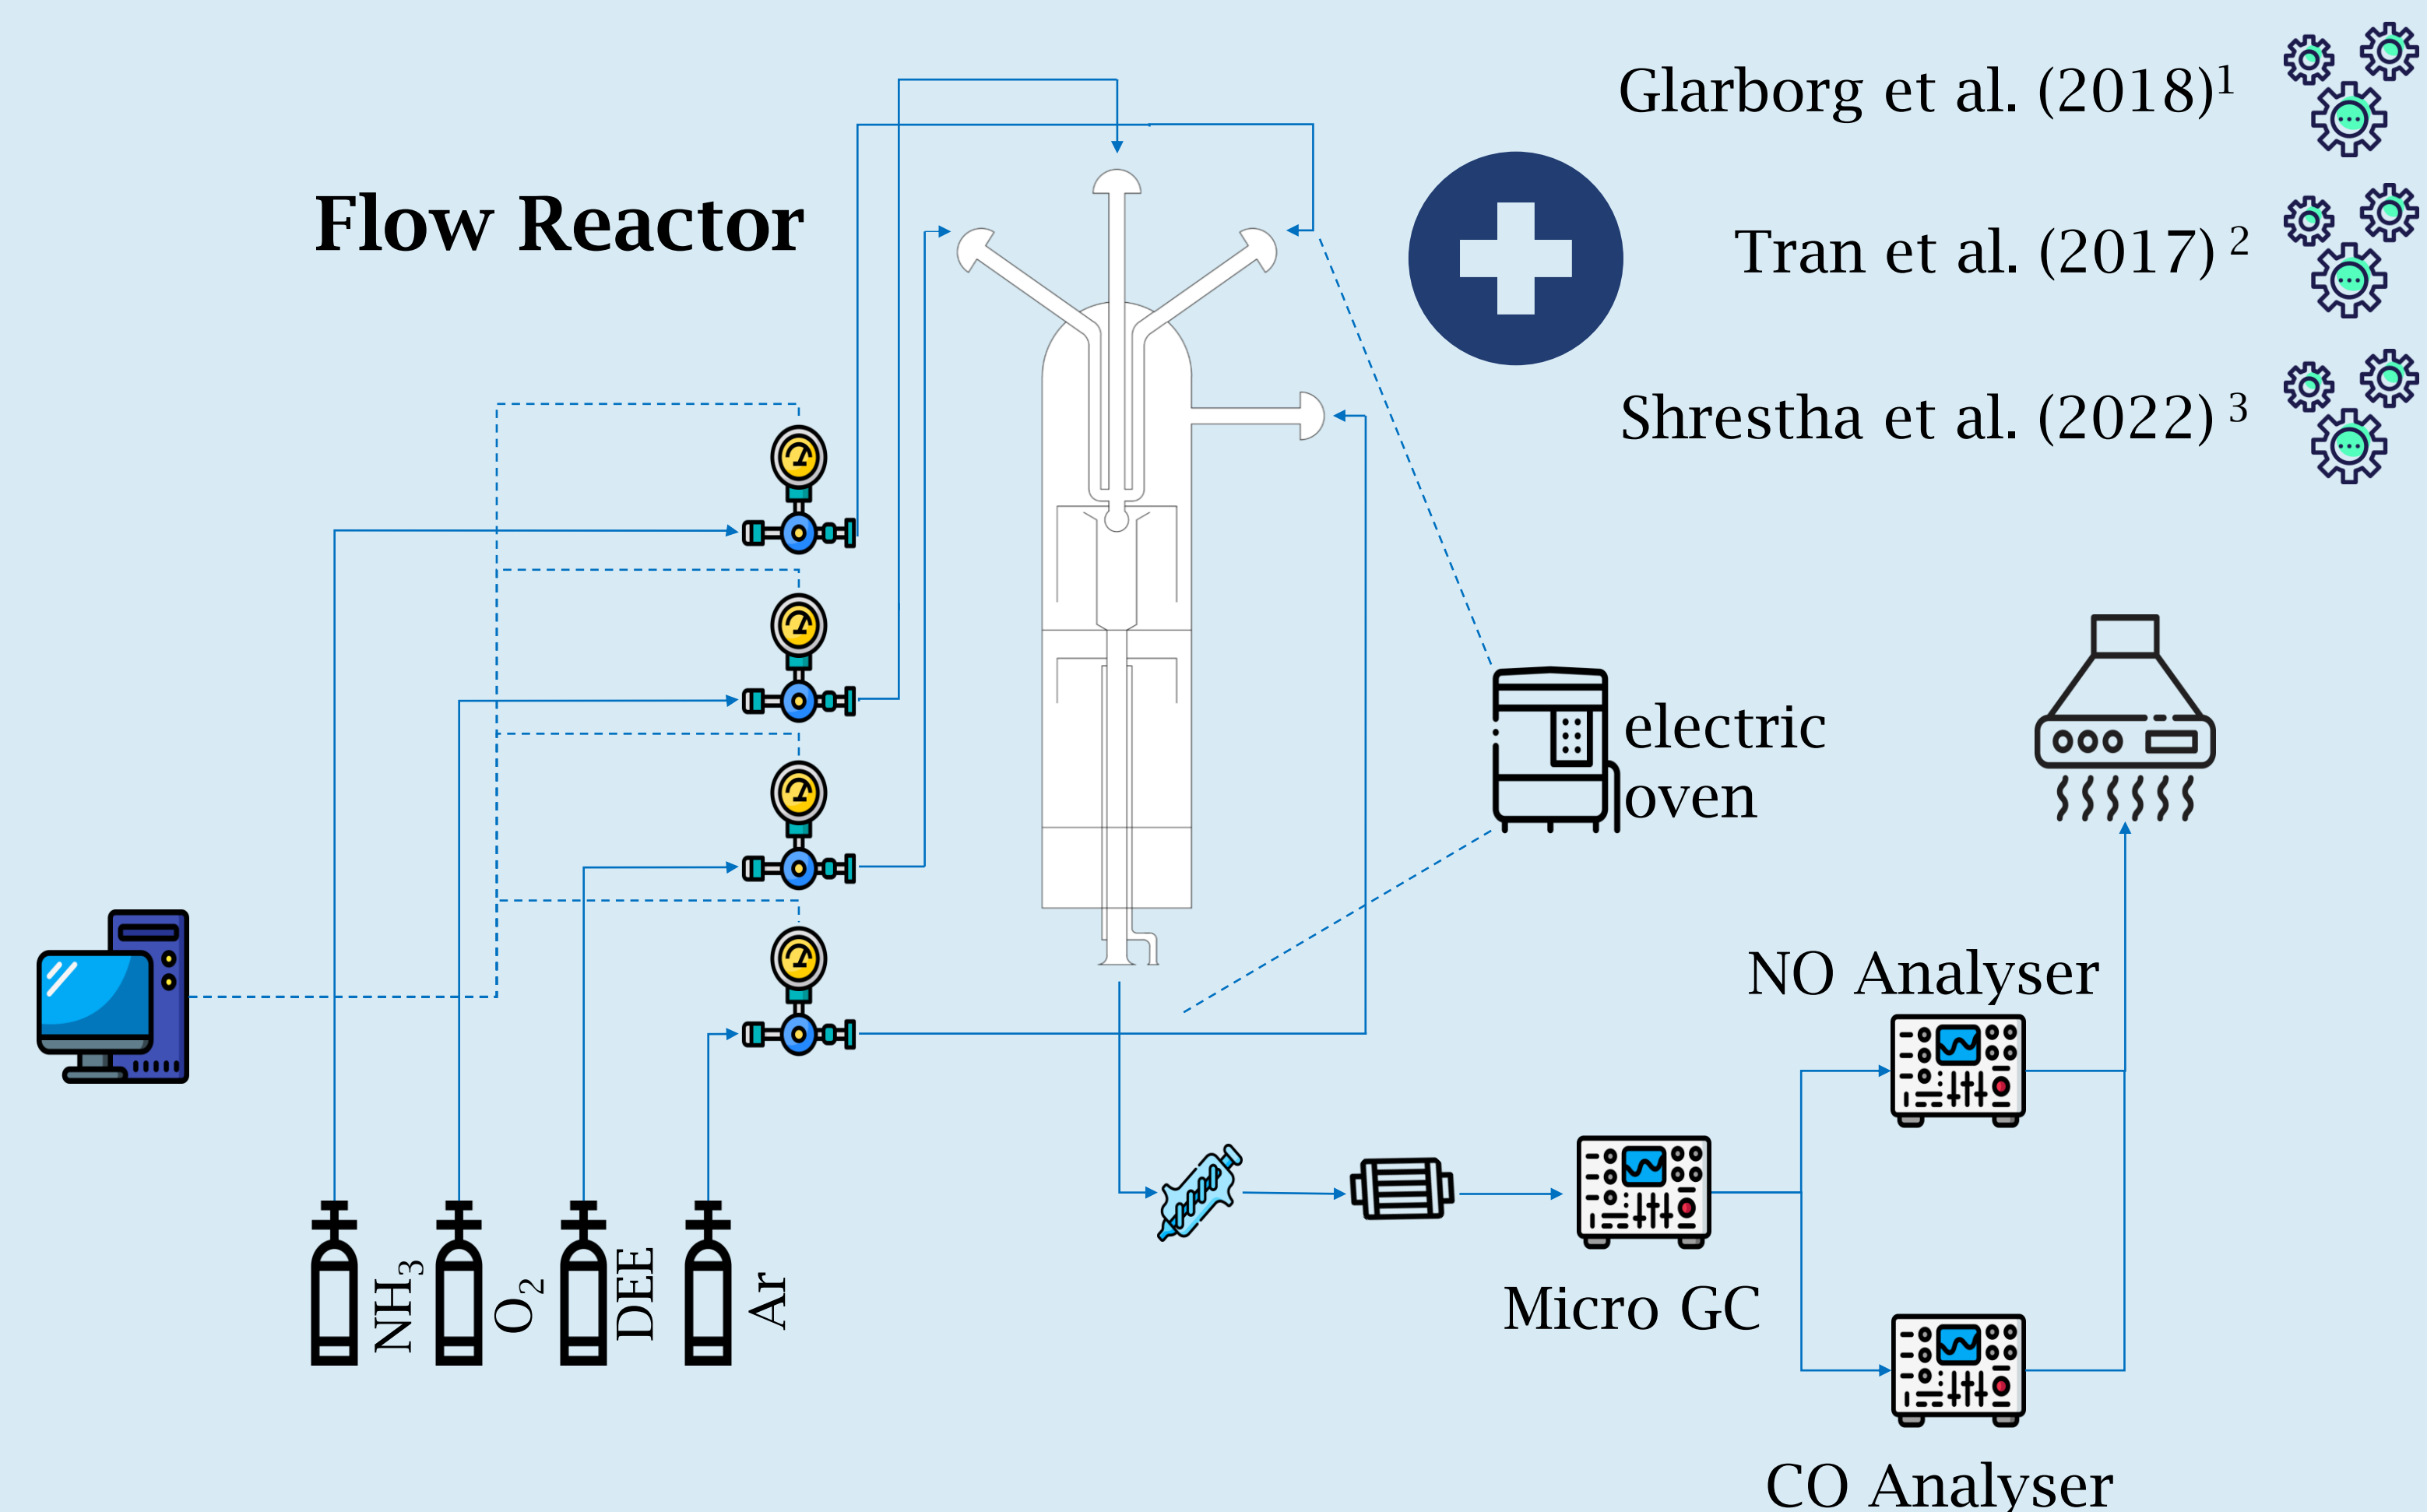 Glarborg et al. (2018)¹
Flow Reactor
Tran et al. (2017) ²
Shrestha et al. (2022) ³
electric
oven
NO Analyser
NH₃
O₂
DEE
Ar
Micro GC
CO Analyser